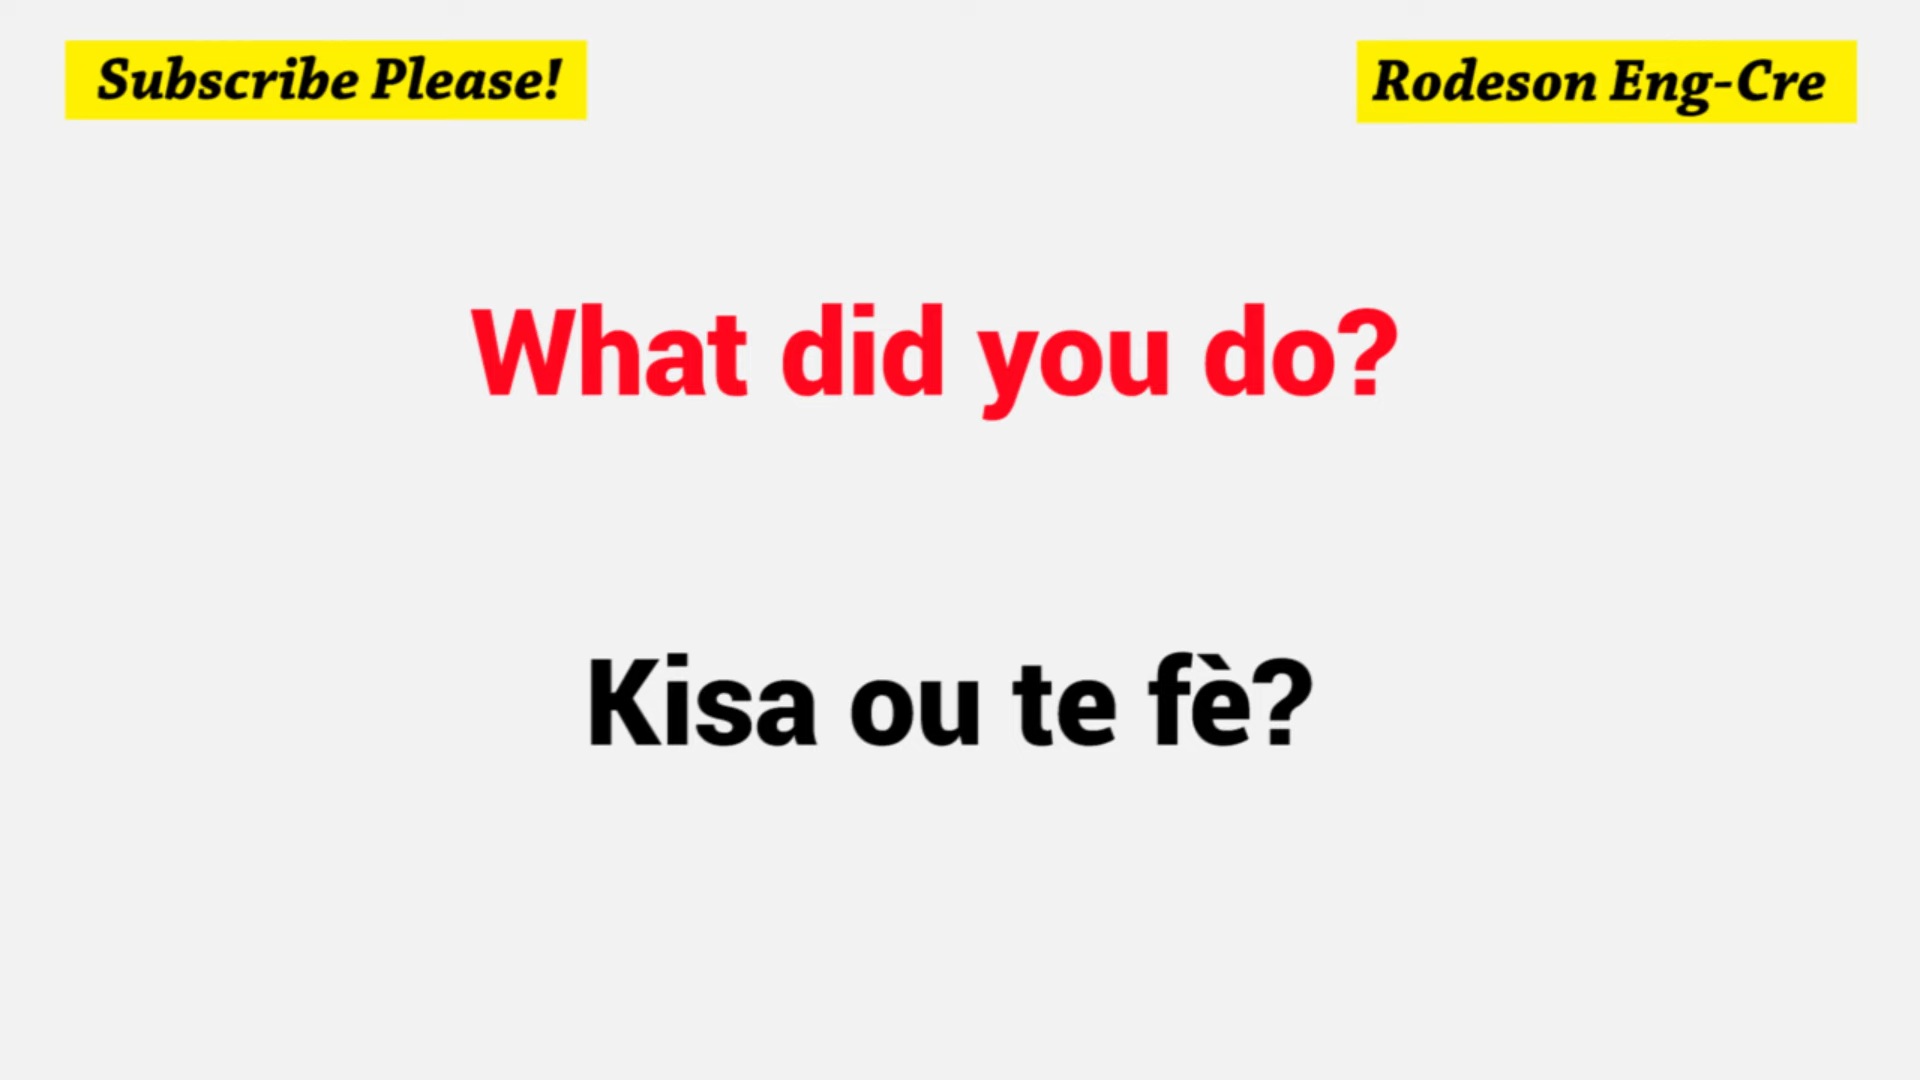 Subscribe Please!
Rodeson Eng-Cre
What did you do?
Kisa ou te fè?